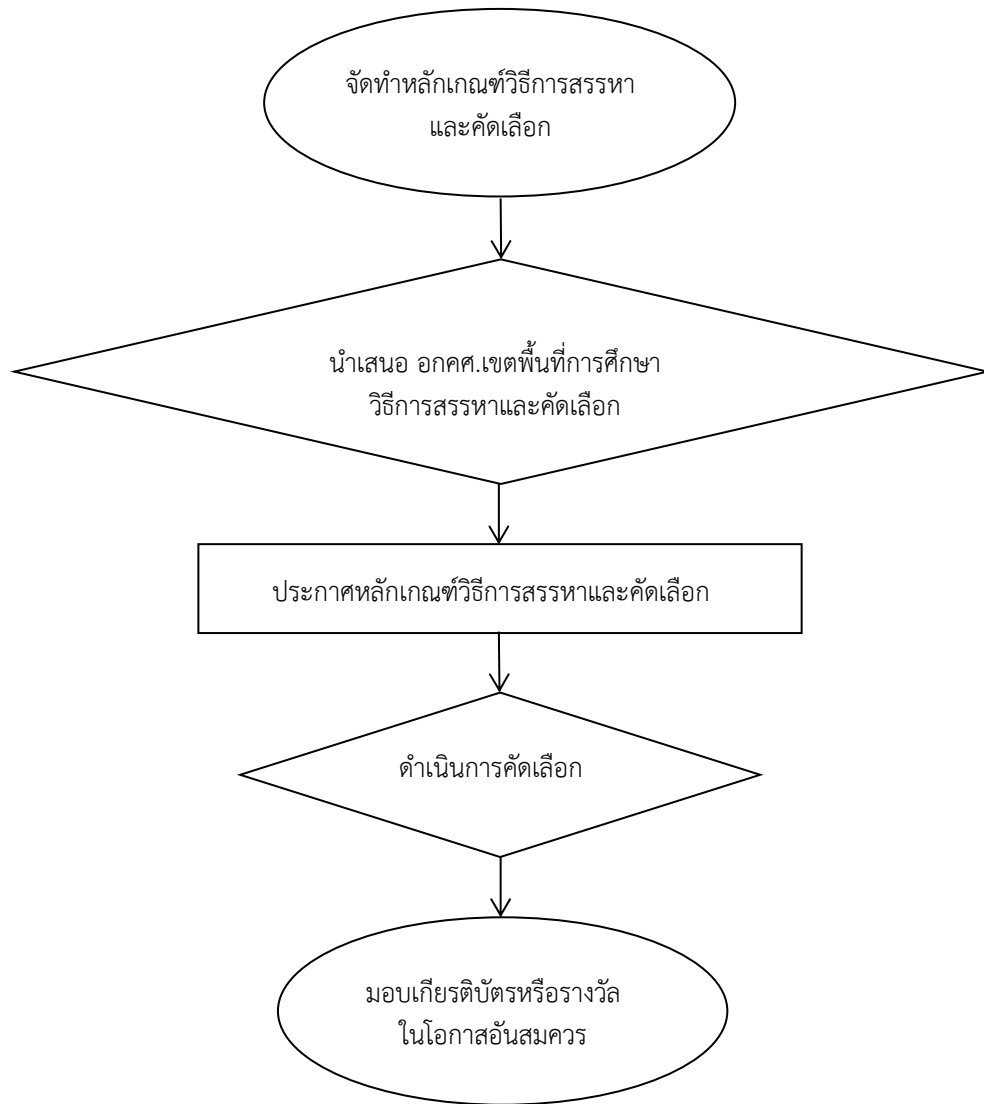 จัดทำหลักเกณฑ์วิธีการสรรหา
และคัดเลือก
นำเสนอ อกคศ.เขตพื้นที่การศึกษา
วิธีการสรรหาและคัดเลือก
ประกาศหลักเกณฑ์วิธีการสรรหาและคัดเลือก
ดำเนินการคัดเลือก
มอบเกียรติบัตรหรือรางวัล
ในโอกาสอันสมควร